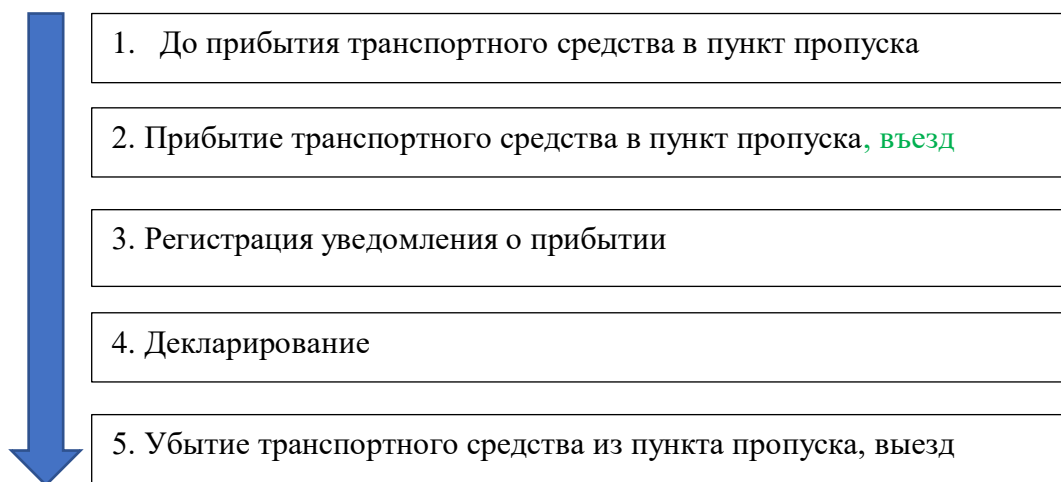 1. До прибытия транспортного средства в пункт пропуска
2. Прибытие транспортного средства в пункт пропуска, въезд
3. Регистрация уведомления о прибытии
4. Декларирование
5. Убытие транспортного средства из пункта пропуска, выезд